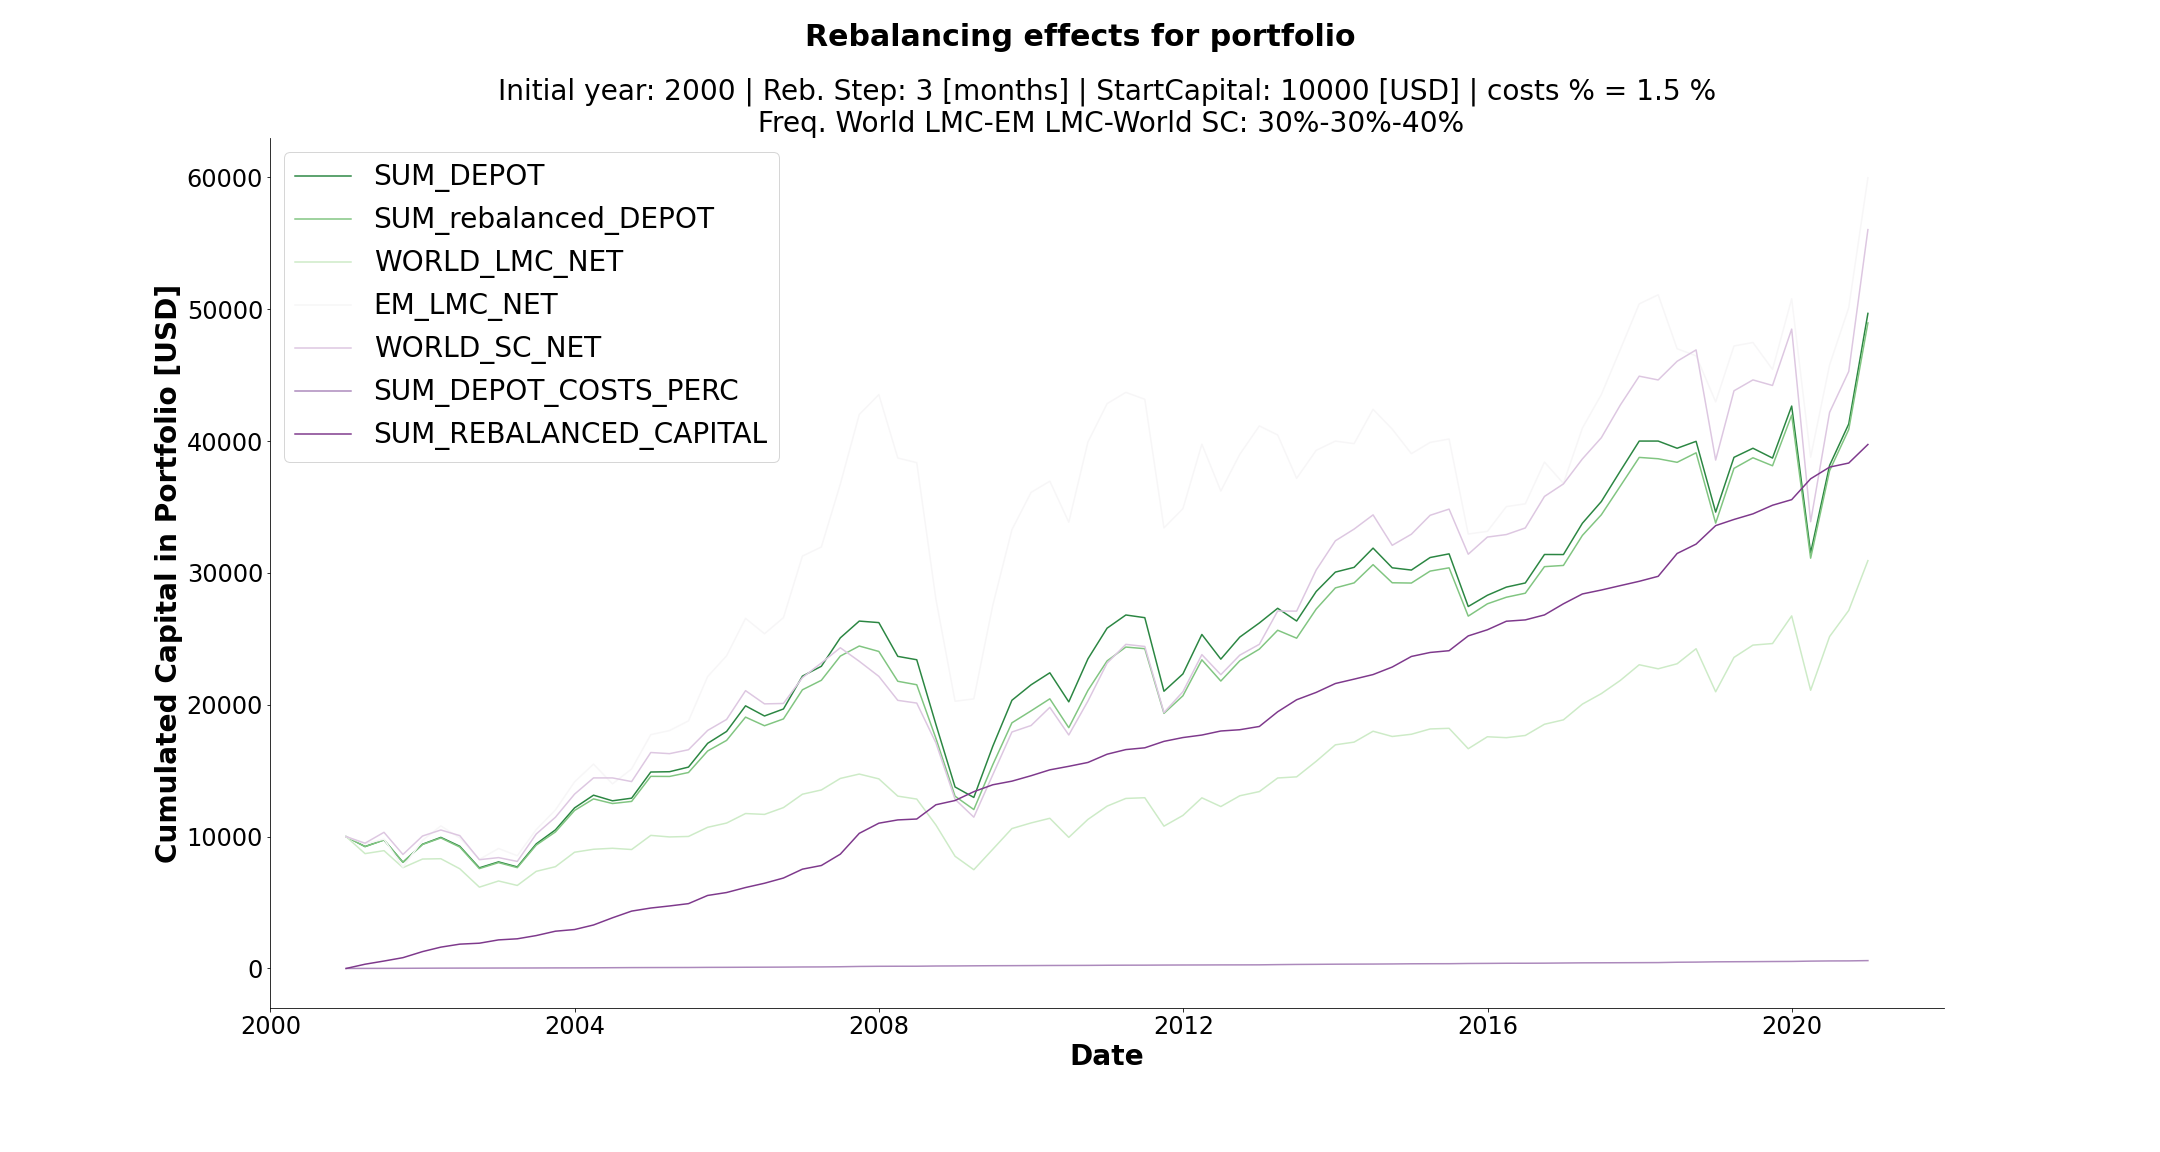 Rebalancing effects for portfolio
Initial year: 2000 | Reb. Step: 3 [months] | StartCapital: 10000 [USD] | costs % = 1.5 %
Freq. World LMC-EM LMC-World SC: 30%-30%-40%
SUM_DEPOT
SUM_rebalanced_DEPOT
WORLD_LMC_NET
EM_LMC_NET
WORLD_SC_NET
SUM_DEPOT_COSTS_PERC
SUM_REBALANCED_CAPITAL
Cumulated Capital in Portfolio [USD]
60000
50000
40000
30000
20000
10000
0
2000 2004 2008 2012 2016 2020
Date